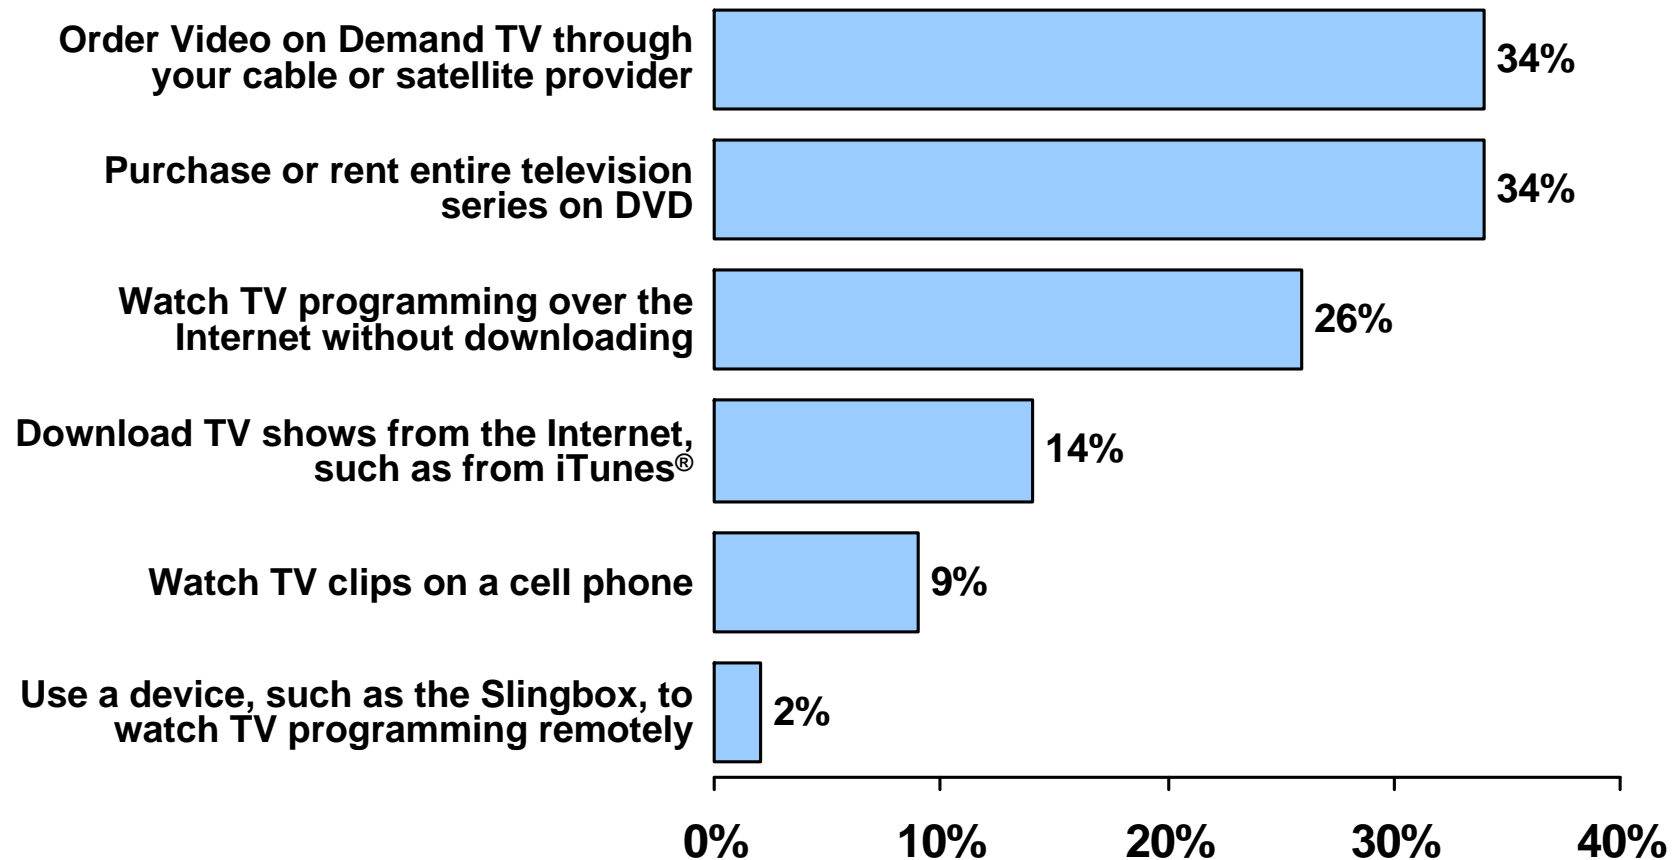 Order Video on Demand TV through
your cable or satellite provider
34%
Purchase or rent entire television
series on DVD
34%
Watch TV programming over the
Internet without downloading
26%
Download TV shows from the Internet,
such as from iTunes®
14%
Watch TV clips on a cell phone
9%
Use a device, such as the Slingbox, to
watch TV programming remotely
2%
0% 10% 20% 30% 40%